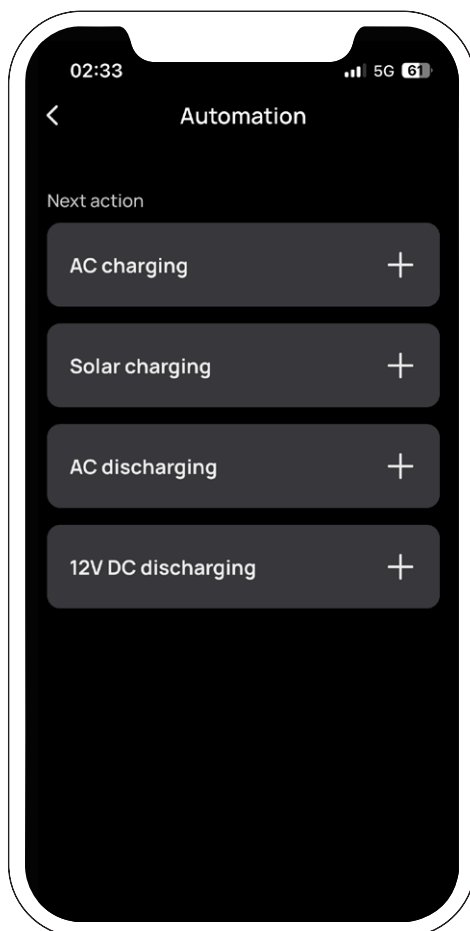 02:33
5G 61
Automation
Next action
AC charging
Solar charging
AC discharging
12V DC discharging